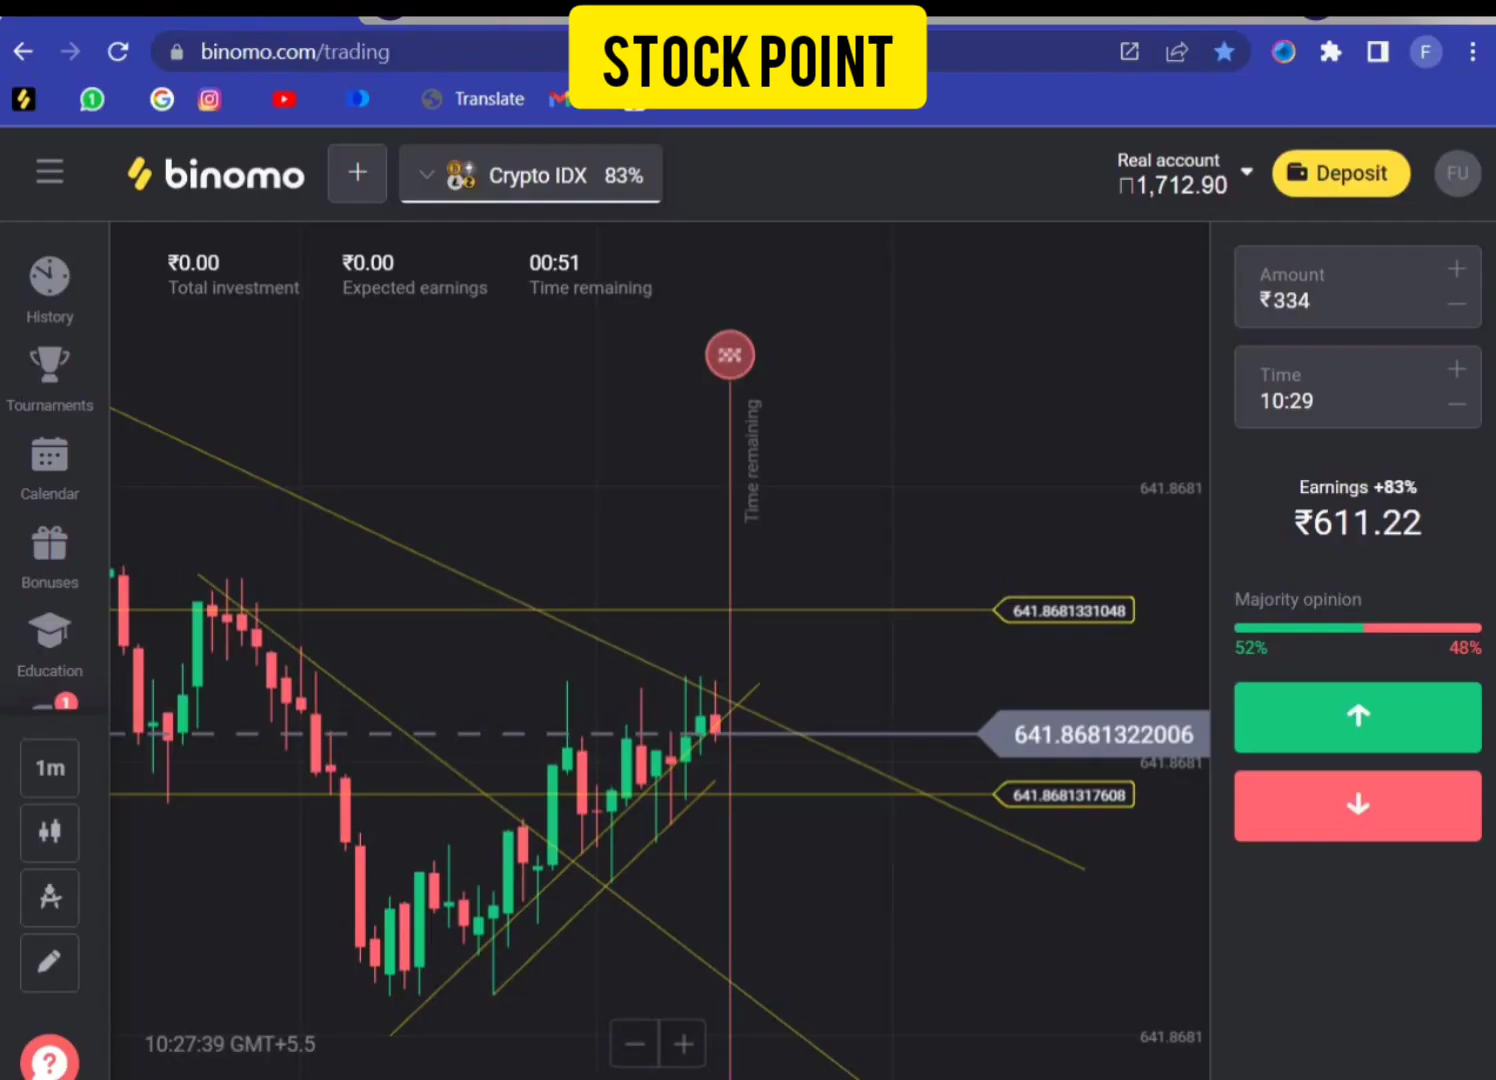 STOCK POINT
binomo.com/trading
F
1
Translate
binomo
+
Crypto IDX 83%
Real account
₹1,712.90
Deposit
FU
History
Tournaments
Calendar
Bonuses
Education
1
1m
?
₹0.00
Total investment
₹0.00
Expected earnings
00:51
Time remaining
Time remaining
641.8681
641.8681331048
641.8681322006
641.8681
641.8681317608
641.8681
10:27:39 GMT+5.5
− +
Amount
₹334
+
−
Time
10:29
+
−
Earnings +83%
₹611.22
Majority opinion
52% 48%